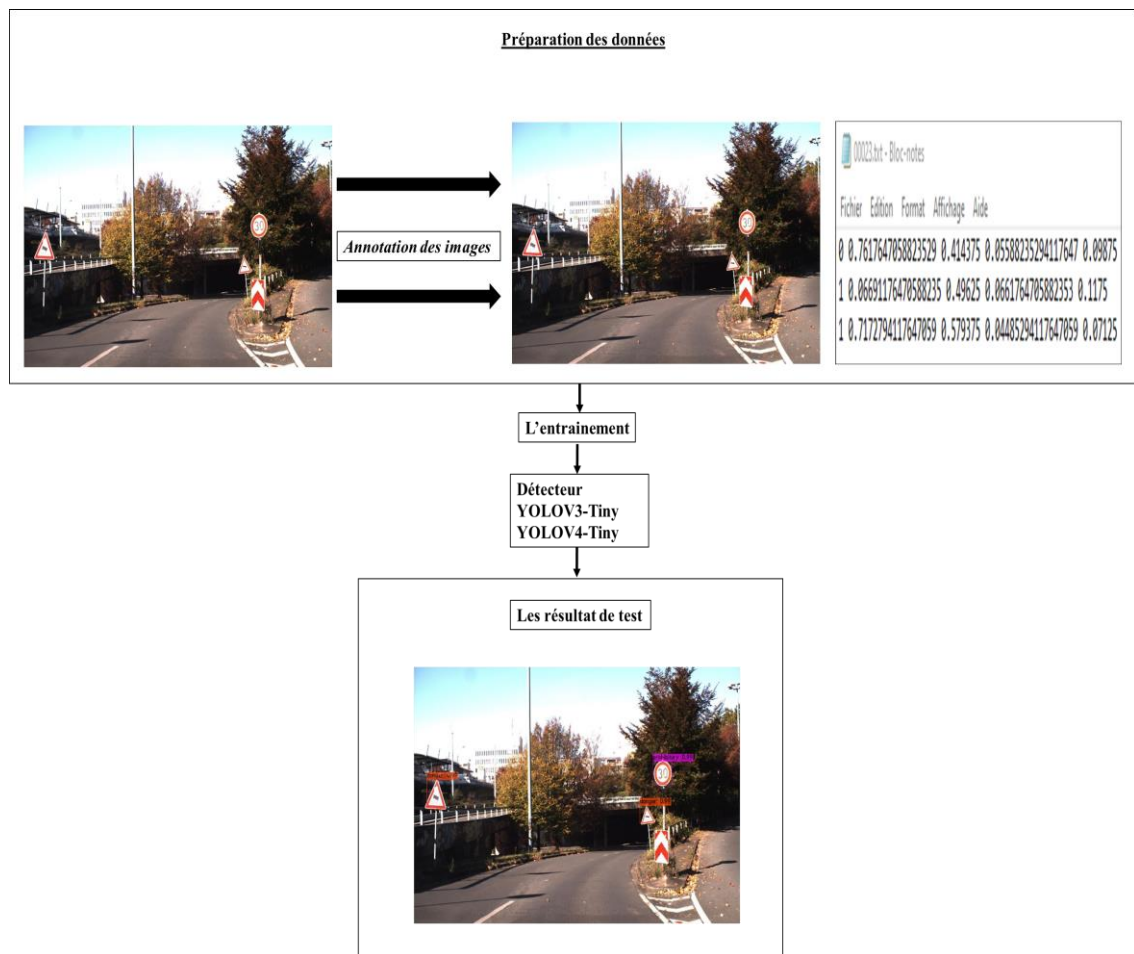 Préparation des données
Annotation des images
00023.txt - Bloc-notes
Fichier Edition Format Affichage Aide
0 0.7617647058823529 0.414375 0.05588235294117647 0.09875
1 0.06691176470588235 0.49625 0.0661764705882353 0.1175
1 0.7172794117647059 0.579375 0.04485294117647059 0.07125
30
30
L'entrainement
Détecteur
YOLOV3-Tiny
YOLOV4-Tiny
Les résultat de test
30